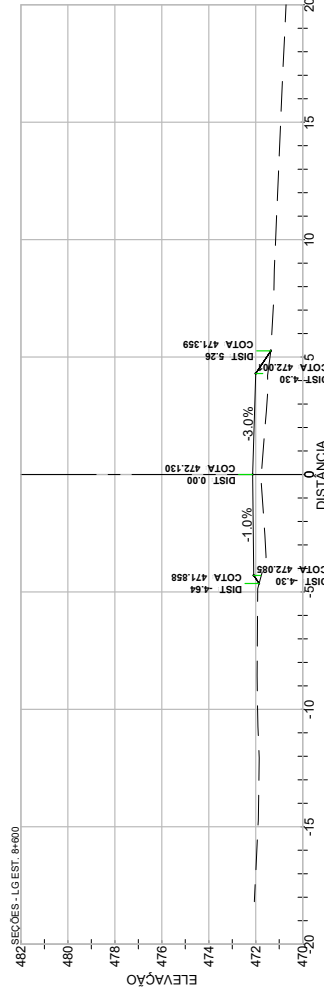 SEÇÕES - LG EST. 8+600
ELEVAÇÃO
482
480
478
476
474
472
470
DIST -4.64
COTA 471.858
DIST -4.30
COTA 472.085
-1.0%
DIST 0.00
COTA 472.130
-3.0%
DIST 4.30
COTA 472.001
DIST 5.26
COTA 471.359
-20
-15
-10
-5
0
5
10
15
20
DISTÂNCIA